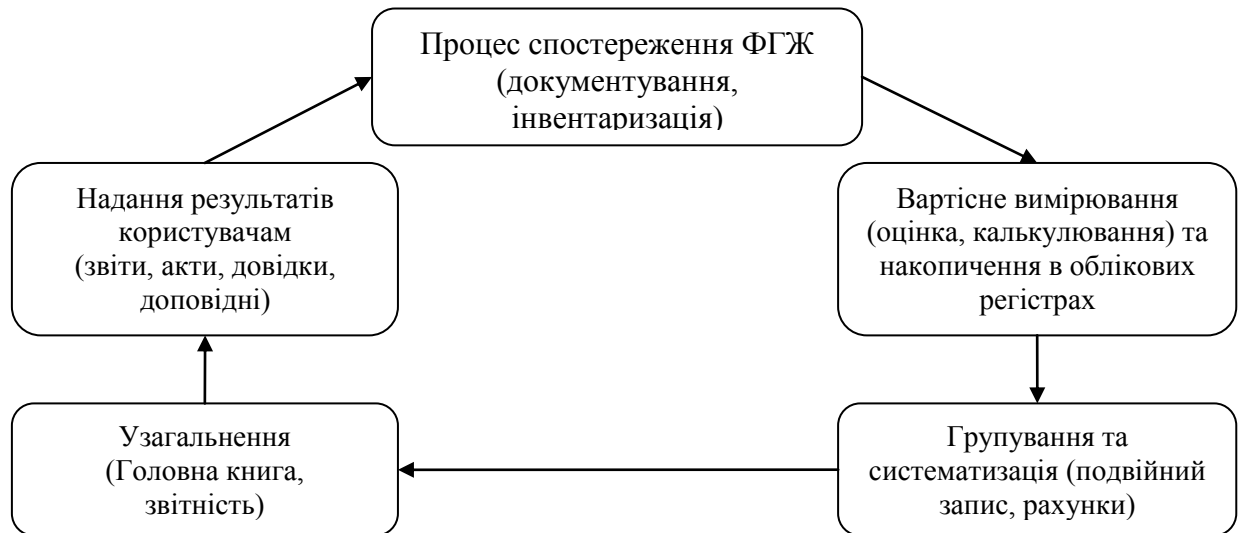 Процес спостереження ФГЖ
(документування,
інвентаризація)
Надання результатів
користувачам
(звіти, акти, довідки,
доповідні)
Вартісне вимірювання
(оцінка, калькулювання) та
накопичення в облікових
регістрах
Узагальнення
(Головна книга,
звітність)
Групування та
систематизація (подвійний
запис, рахунки)